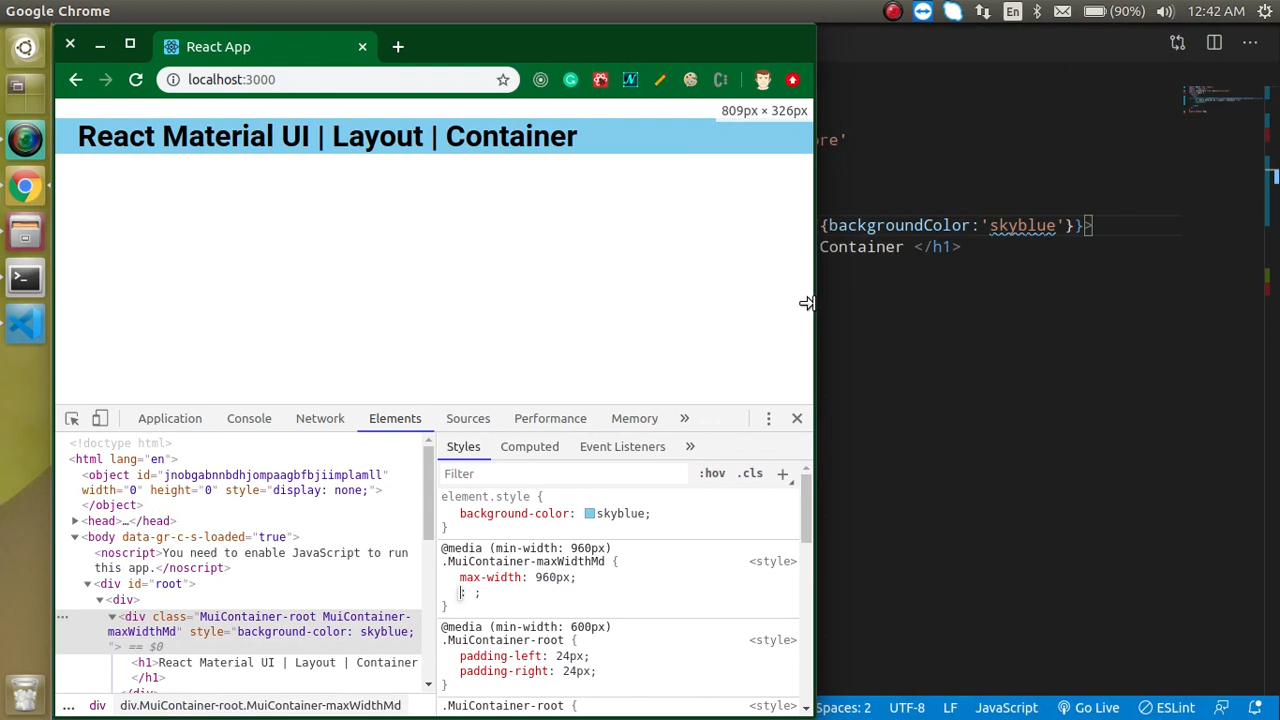 Google Chrome
En
(90%)
12:42 AM
React App
localhost:3000
809px × 326px
React Material UI | Layout | Container
ore'
{backgroundColor:'skyblue'}}>
Container </h1>
Application
Console
Network
Elements
Sources
Performance
Memory
»
<!doctype html>
<html lang="en">
<object id="jnobgabnnbdhjompaagbfbjiimplamll"
width="0" height="0" style="display: none;">
</object>
<head>…</head>
<body data-gr-c-s-loaded="true">
<noscript>You need to enable JavaScript to run
this app.</noscript>
<div id="root">
<div>
<div class="MuiContainer-root MuiContainer-
maxWidthMd" style="background-color: skyblue;
"> == $0
<h1>React Material UI | Layout | Container
</h1>
</div>
... div div.MuiContainer-root.MuiContainer-maxWidthMd
Styles
Computed
Event Listeners
»
Filter
:hov
.cls
element.style {
background-color: skyblue;
}
@media (min-width: 960px)
.MuiContainer-maxWidthMd {
<style>
max-width: 960px;
: ;
}
@media (min-width: 600px)
.MuiContainer-root {
<style>
padding-left: 24px;
padding-right: 24px;
}
.MuiContainer-root {
<style>
Spaces: 2
UTF-8
LF
JavaScript
Go Live
ESLint